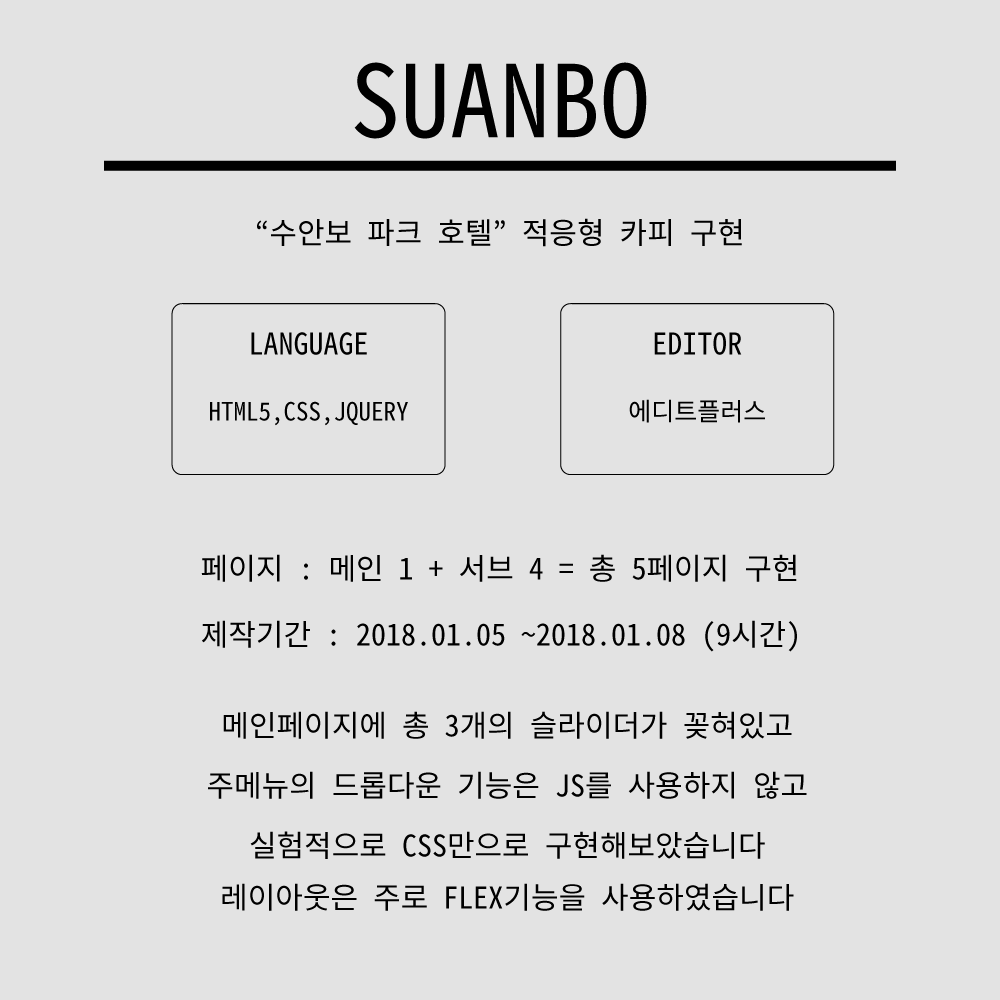 SUANBO
“수안보 파크 호텔” 적응형 카피 구현
LANGUAGE
HTML5,CSS,JQUERY
EDITOR
에디트플러스
페이지 : 메인 1 + 서브 4 = 총 5페이지 구현
제작기간 : 2018.01.05 ~2018.01.08 (9시간)
메인페이지에 총 3개의 슬라이더가 꽂혀있고
주메뉴의 드롭다운 기능은 JS를 사용하지 않고
실험적으로 CSS만으로 구현해보았습니다
레이아웃은 주로 FLEX기능을 사용하였습니다